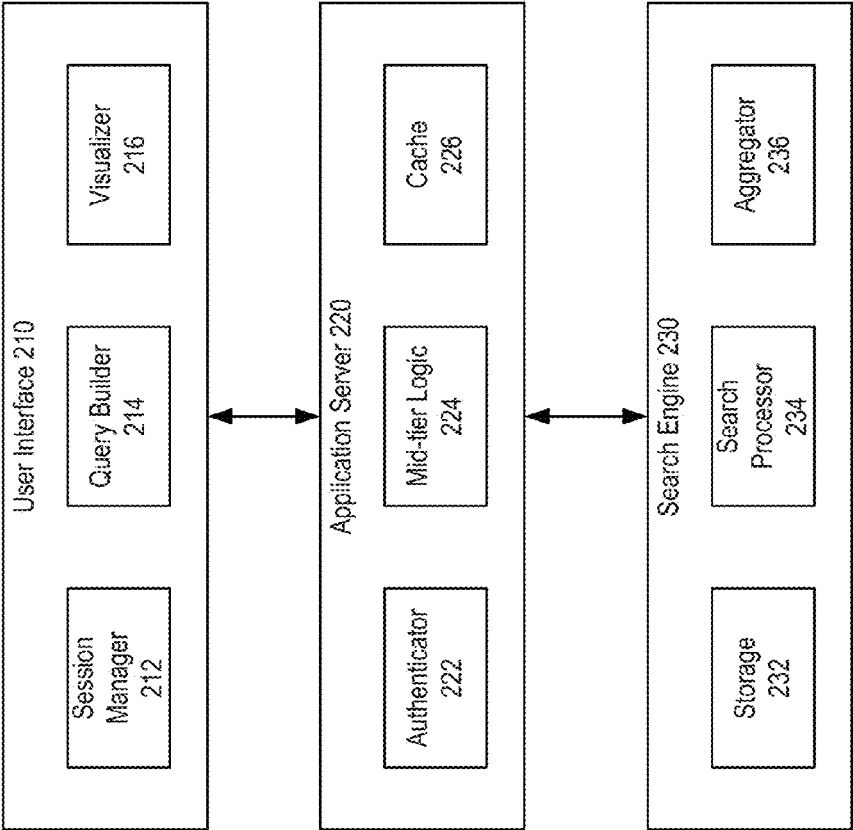 User Interface 210
Session
Manager
212
Query Builder
214
Visualizer
216
Application Server 220
Authenticator
222
Mid-tier Logic
224
Cache
226
Search Engine 230
Storage
232
Search
Processor
234
Aggregator
236